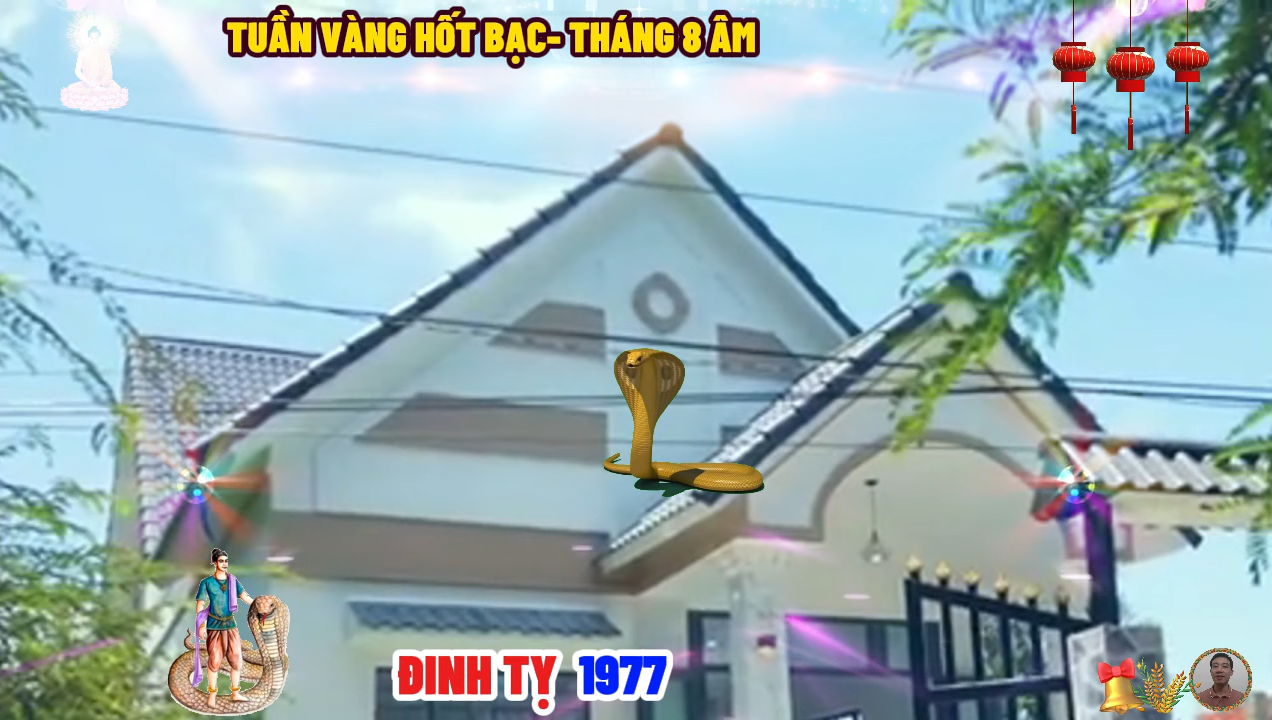 TUẦN VÀNG HỐT BẠC- THÁNG 8 ÂM
ĐINH TỴ 1977